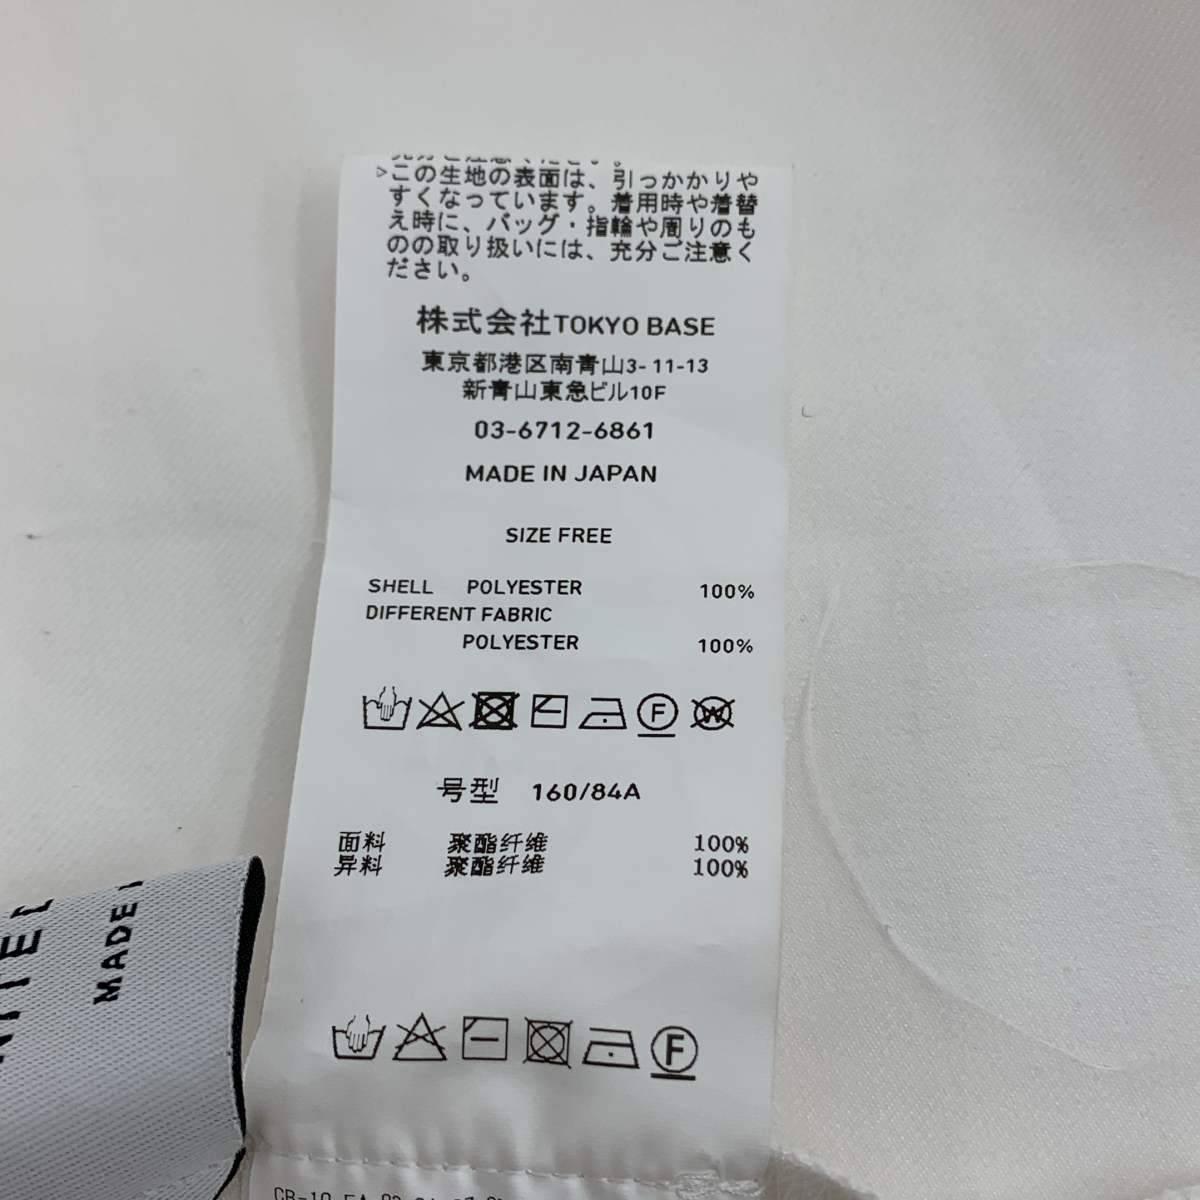 ▷この生地の表面は、引っかかりや
すくなっています。着用時や着替
え時に、バッグ・指輪や周りのも
のの取り扱いには、充分ご注意く
ださい。
株式会社TOKYO BASE
東京都港区南青山3-11-13
新青山東急ビル10F
03-6712-6861
MADE IN JAPAN
SIZE FREE
SHELL POLYESTER 100%
DIFFERENT FABRIC
POLYESTER 100%
F W
号型 160/84A
面料 聚酯纤维 100%
异料 聚酯纤维 100%
F
MADE